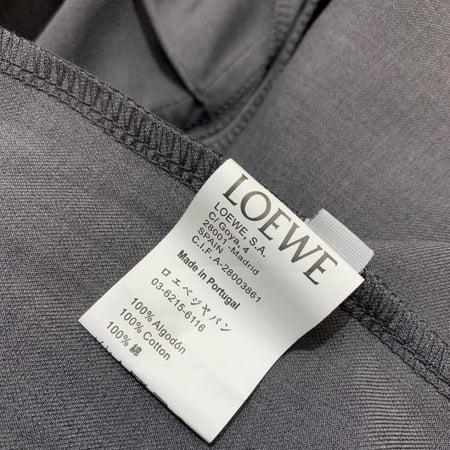 LOEWE
LOEWE, S.A.
C/Goya, 4
28001 -Madrid
SPAIN
C.I.F. A-28003861
Made in Portugal
ロエベジャパン
03-6215-6116
100% Algodón
100% Cotton
100% 綿